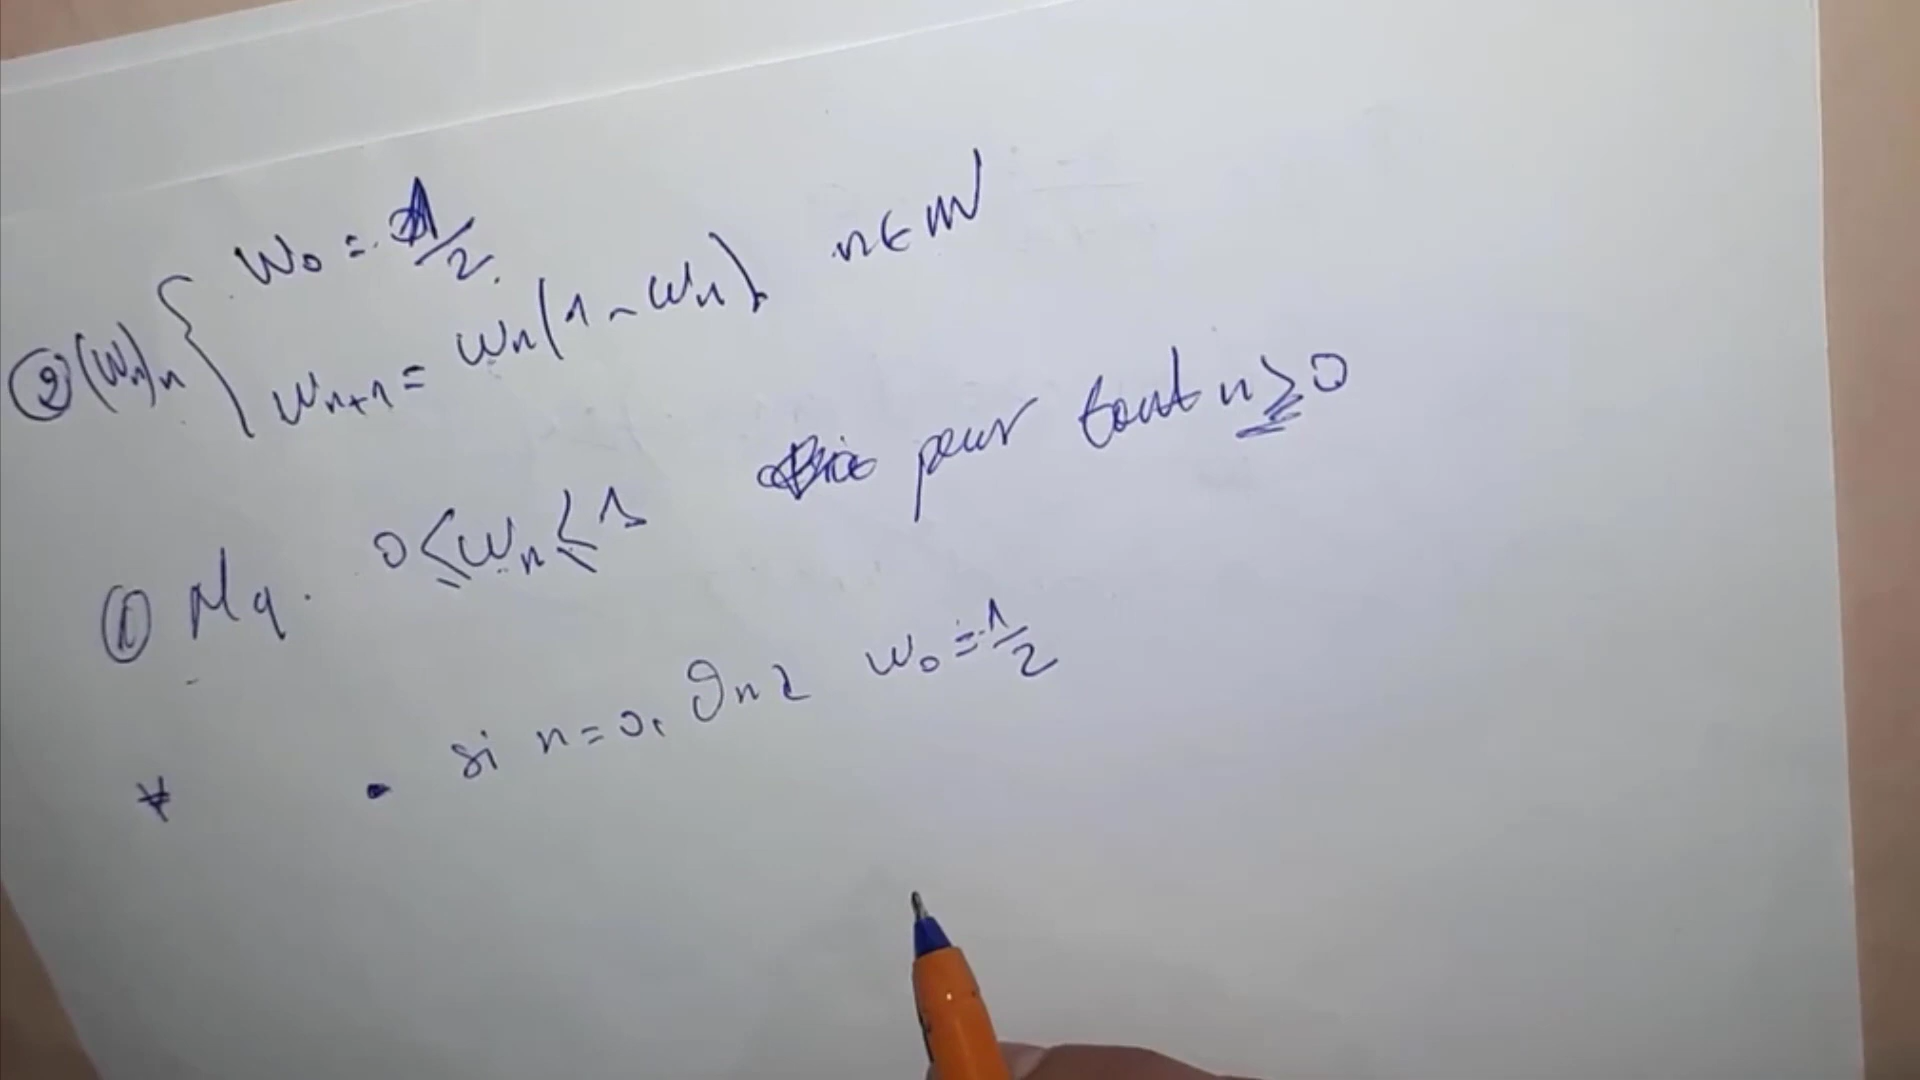 ② (Wn)n { W0 = 1/2
Wn+1 = Wn(1 - Wn) n ∈ IN
① Mq. 0 ≤ Wn ≤ 1 pour tout n ≥ 0
• si n = 0, On a W0 = 1/2